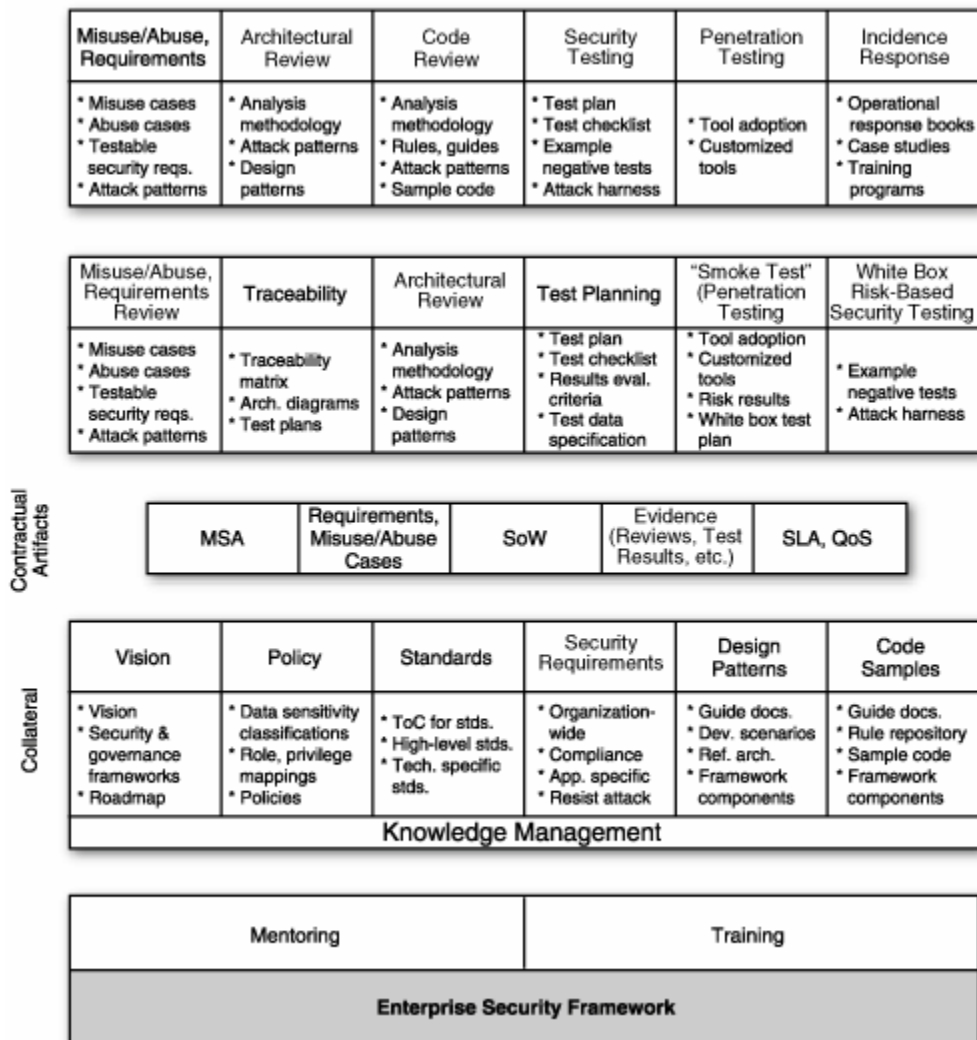 Misuse/Abuse,
Requirements
Architectural
Review
Code
Review
Security
Testing
Penetration
Testing
Incidence
Response
* Misuse cases
* Abuse cases
* Testable
security reqs.
* Attack patterns
* Analysis
methodology
* Attack patterns
* Design
patterns
* Analysis
methodology
* Rules, guides
* Attack patterns
* Sample code
* Test plan
* Test checklist
* Example
negative tests
* Attack harness
* Tool adoption
* Customized
tools
* Operational
response books
* Case studies
* Training
programs
Misuse/Abuse,
Requirements
Review
Traceability
Architectural
Review
Test Planning
“Smoke Test”
(Penetration
Testing
White Box
Risk-Based
Security Testing
* Misuse cases
* Abuse cases
* Testable
security reqs.
* Attack patterns
* Traceability
matrix
* Arch. diagrams
* Test plans
* Analysis
methodology
* Attack patterns
* Design
patterns
* Test plan
* Test checklist
* Results eval.
criteria
* Test data
specification
* Tool adoption
* Customized
tools
* Risk results
* White box test
plan
* Example
negative tests
* Attack harness
Contractual
Artifacts
MSA
Requirements,
Misuse/Abuse
Cases
SoW
Evidence
(Reviews, Test
Results, etc.)
SLA, QoS
Collateral
Vision
Policy
Standards
Security
Requirements
Design
Patterns
Code
Samples
* Vision
* Security &
governance
frameworks
* Roadmap
* Data sensitivity
classifications
* Role, privilege
mappings
* Policies
* ToC for stds.
* High-level stds.
* Tech. specific
stds.
* Organization-
wide
* Compliance
* App. specific
* Resist attack
* Guide docs.
* Dev. scenarios
* Ref. arch.
* Framework
components
* Guide docs.
* Rule repository
* Sample code
* Framework
components
Knowledge Management
Mentoring
Training
Enterprise Security Framework